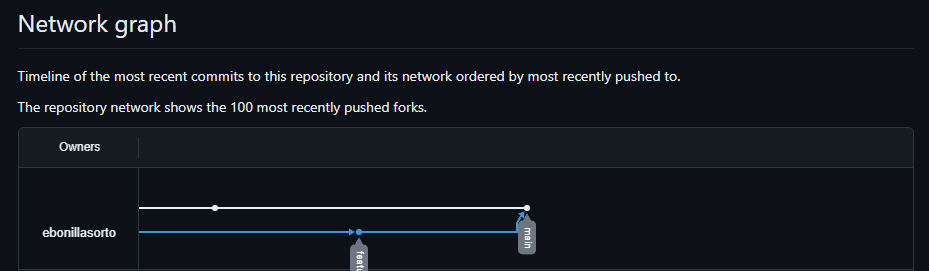 Network graph
Timeline of the most recent commits to this repository and its network ordered by most recently pushed to.
The repository network shows the 100 most recently pushed forks.
Owners
ebonillasorto
main
featu